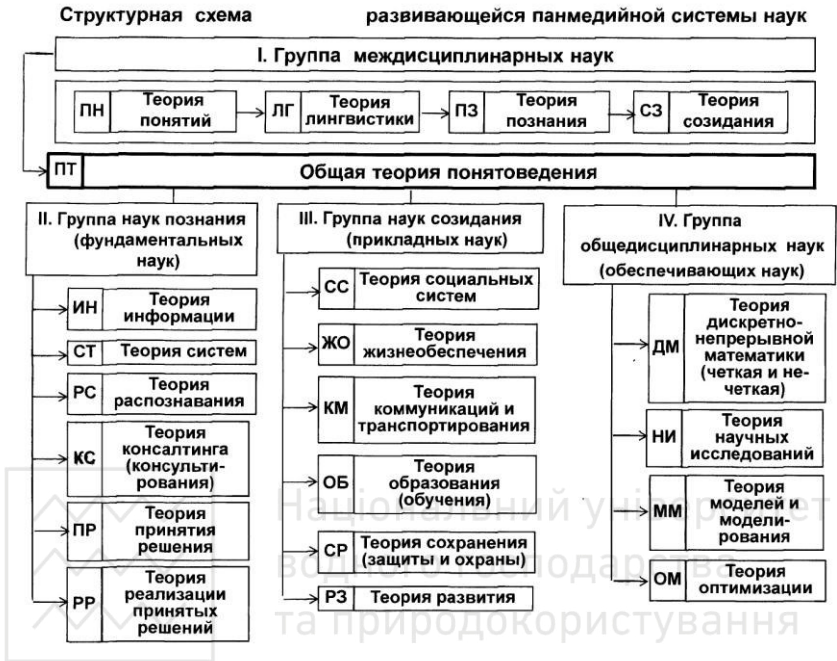 Структурная схема развивающейся панмедийной системы наук
I. Группа междисциплинарных наук
ПН
Теория
понятий
ЛГ
Теория
лингвистики
ПЗ
Теория
познания
СЗ
Теория
созидания
ПТ
Общая теория понятоведения
II. Группа наук познания
(фундаментальных
наук)
ИН
Теория
информации
СТ
Теория систем
РС
Теория
распознавания
КС
Теория
консалтинга
(консульти-
рования)
ПР
Теория
принятия
решения
РР
Теория
реализации
принятых
решений
III. Группа наук созидания
(прикладных наук)
СС
Теория социальных
систем
ЖО
Теория
жизнеобеспечения
КМ
Теория
коммуникаций и
транспортирования
ОБ
Теория
образования
(обучения)
СР
Теория сохранения
(защиты и охраны)
РЗ
Теория развития
IV. Группа
общедисциплинарных наук
(обеспечивающих наук)
ДМ
Теория
дискретно-
непрерывной
математики
(четкая и не-
четкая)
НИ
Теория
научных
исследований
ММ
Теория
моделей и
модели-
рования
ОМ
Теория
оптимизации
Національний університет
водного господарства
та природокористування